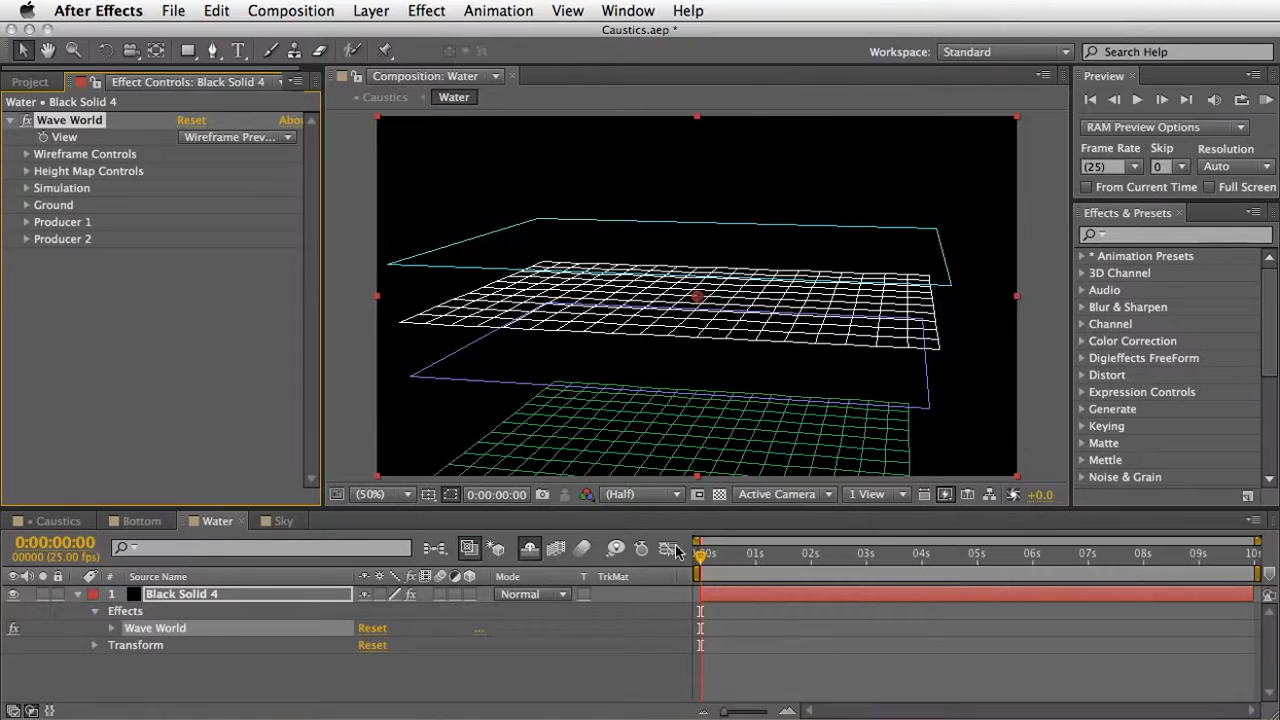 After Effects File Edit Composition Layer Effect Animation View Window Help
Caustics.aep *
Workspace: Standard Search Help
Project Effect Controls: Black Solid 4
Composition: Water
Preview
Water • Black Solid 4
Caustics Water
fx Wave World Reset Abou
View Wireframe Prev...
Wireframe Controls
Height Map Controls
Simulation
Ground
Producer 1
Producer 2
RAM Preview Options
Frame Rate Skip Resolution
(25) 0 Auto
From Current Time Full Screen
Effects & Presets
* Animation Presets
3D Channel
Audio
Blur & Sharpen
Channel
Color Correction
Digieffects FreeForm
Distort
Expression Controls
Generate
Keying
Matte
Mettle
Noise & Grain
(50%) 0:00:00:00 (Half) Active Camera 1 View +0.0
Caustics Bottom Water Sky
0:00:00:00
00000 (25.00 fps)
:00s 01s 02s 03s 04s 05s 06s 07s 08s 09s 10s
# Source Name fx Mode T TrkMat
1 Black Solid 4 fx Normal
Effects
fx Wave World Reset ...
Transform Reset